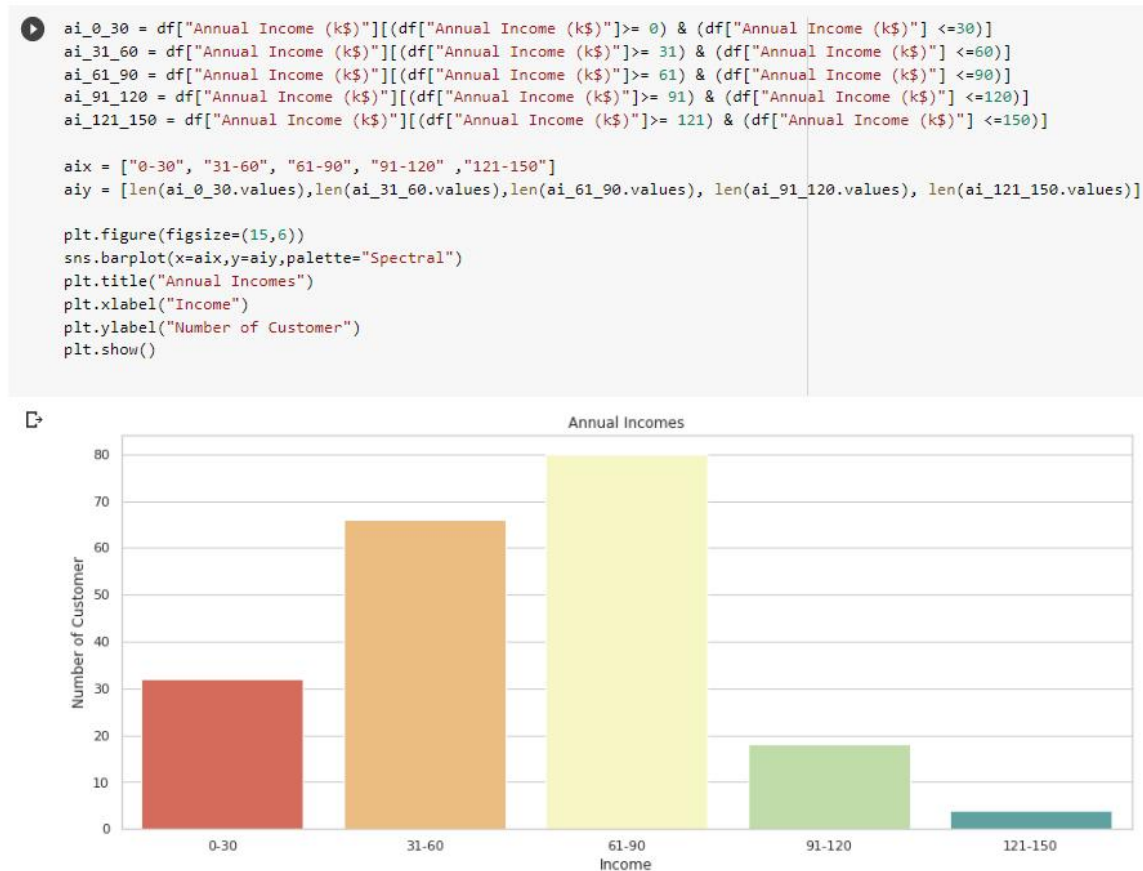 ai_0_30 = df["Annual Income (k$)"][(df["Annual Income (k$)"]>= 0) & (df["Annual Income (k$)"] <=30)]
ai_31_60 = df["Annual Income (k$)"][(df["Annual Income (k$)"]>= 31) & (df["Annual Income (k$)"] <=60)]
ai_61_90 = df["Annual Income (k$)"][(df["Annual Income (k$)"]>= 61) & (df["Annual Income (k$)"] <=90)]
ai_91_120 = df["Annual Income (k$)"][(df["Annual Income (k$)"]>= 91) & (df["Annual Income (k$)"] <=120)]
ai_121_150 = df["Annual Income (k$)"][(df["Annual Income (k$)"]>= 121) & (df["Annual Income (k$)"] <=150)]
aix = ["0-30", "31-60", "61-90", "91-120" ,"121-150"]
aiy = [len(ai_0_30.values),len(ai_31_60.values),len(ai_61_90.values), len(ai_91_120.values), len(ai_121_150.values)]
plt.figure(figsize=(15,6))
sns.barplot(x=aix,y=aiy,palette="Spectral")
plt.title("Annual Incomes")
plt.xlabel("Income")
plt.ylabel("Number of Customer")
plt.show()
Annual Incomes
Number of Customer
80
70
60
50
40
30
20
10
0
0-30 31-60 61-90 91-120 121-150
Income